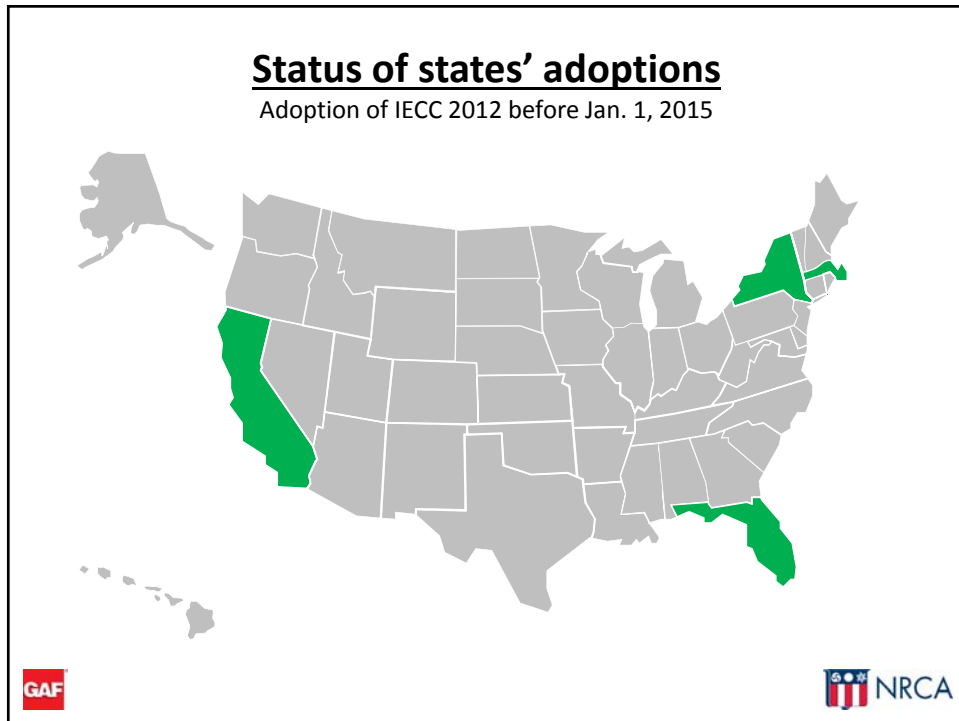 Status of states’ adoptions
Adoption of IECC 2012 before Jan. 1, 2015
GAF
NRCA